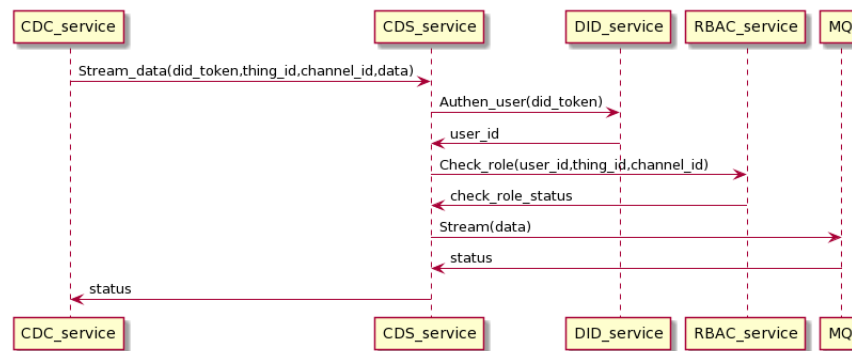 CDC_service CDS_service DID_service RBAC_service MQ
Stream_data(did_token,thing_id,channel_id,data)
Authen_user(did_token)
user_id
Check_role(user_id,thing_id,channel_id)
check_role_status
Stream(data)
status
status
CDC_service CDS_service DID_service RBAC_service MQ